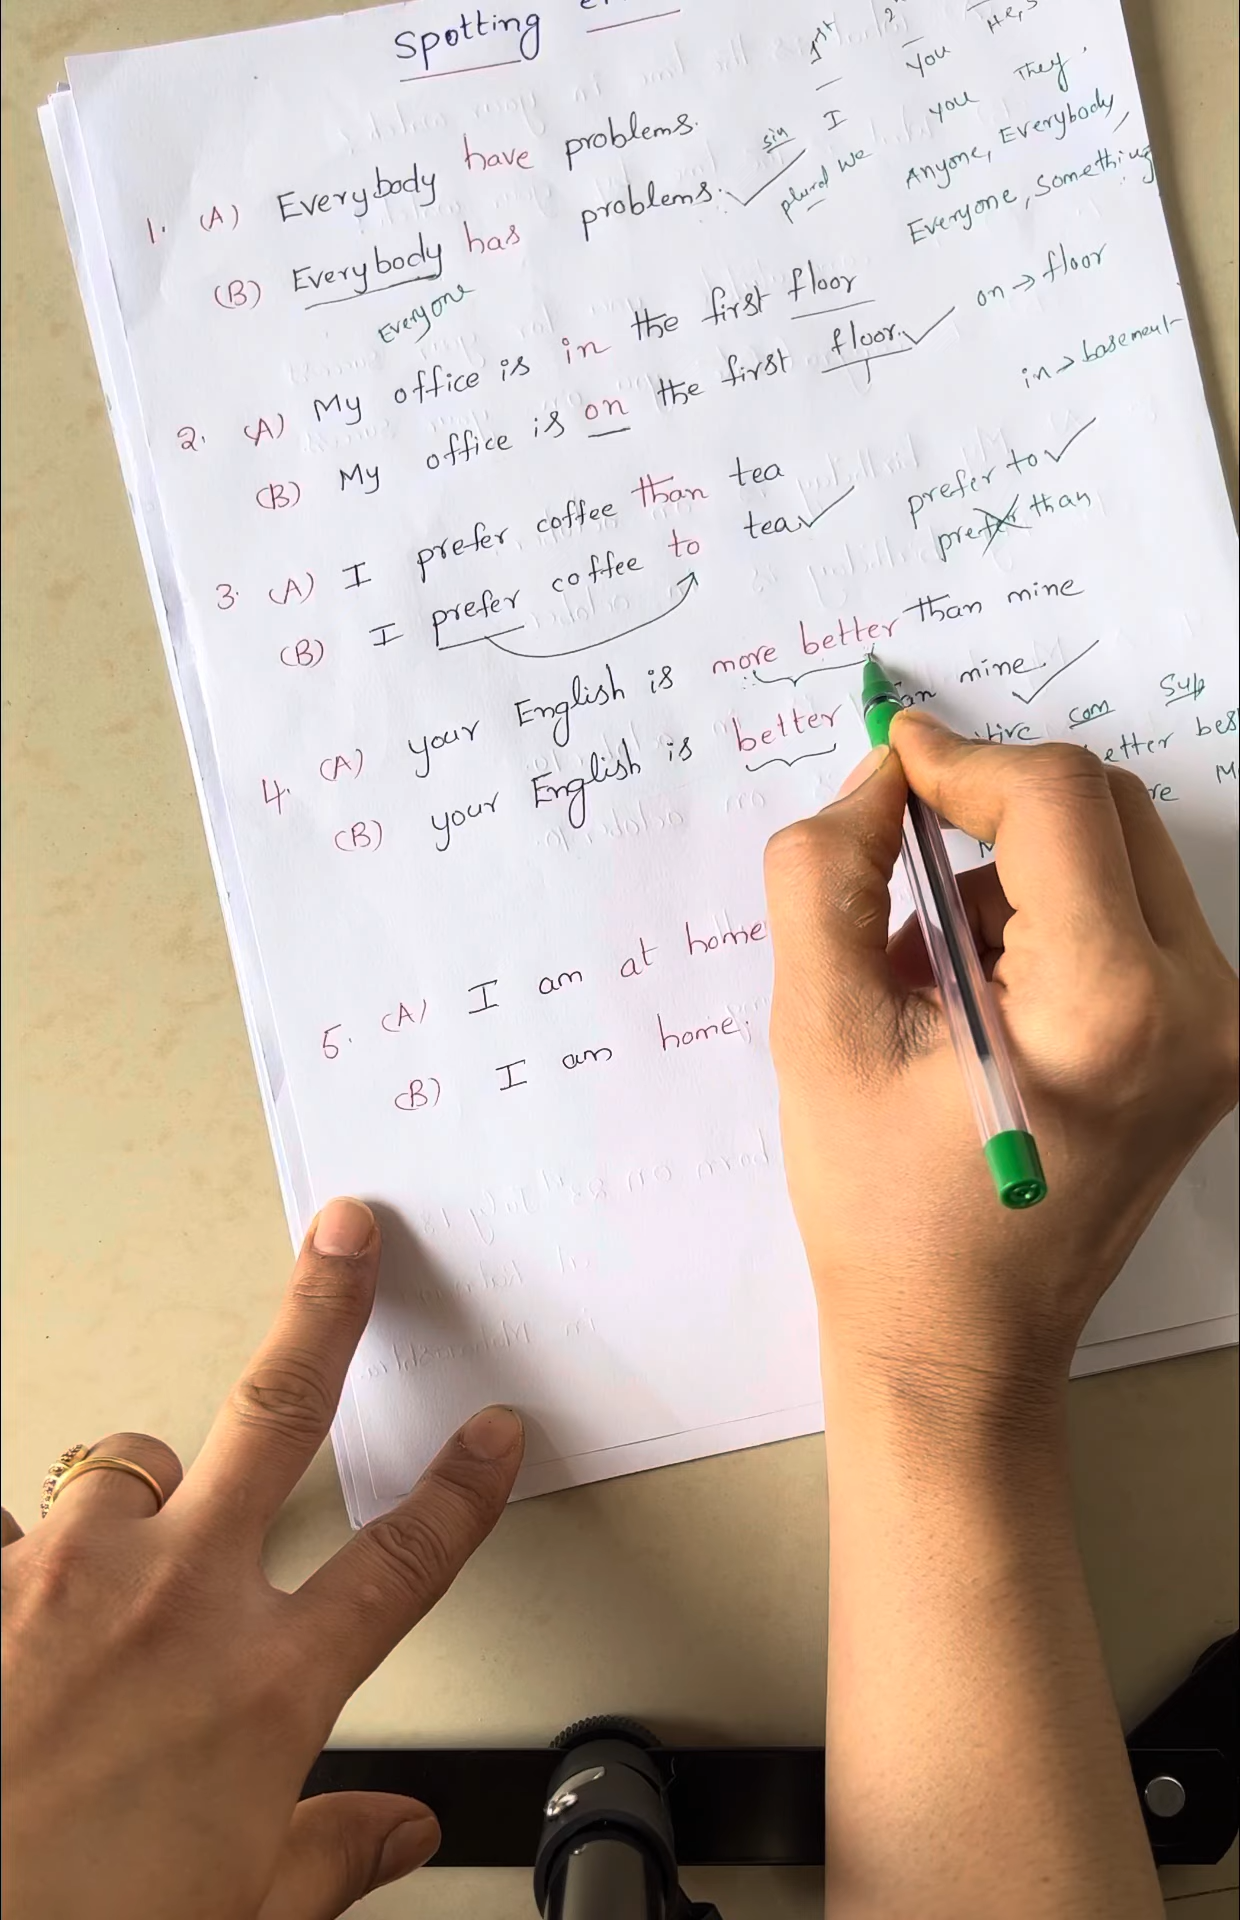 Spotting
1st
I You
sin
plural We you They.
Anyone, Everybody,
Everyone, Something
1. (A) Everybody have problems.
(B) Everybody has problems. ✓
Everyone
2. (A) My office is in the first floor
(B) My office is on the first floor. ✓
on → floor
in → basement
3. (A) I prefer coffee than tea
(B) I prefer coffee to tea ✓
prefer to ✓
prefer than
4. (A) your English is more better than mine
(B) your English is better mine. ✓
com Sup
5. (A) I am at home
(B) I am home.